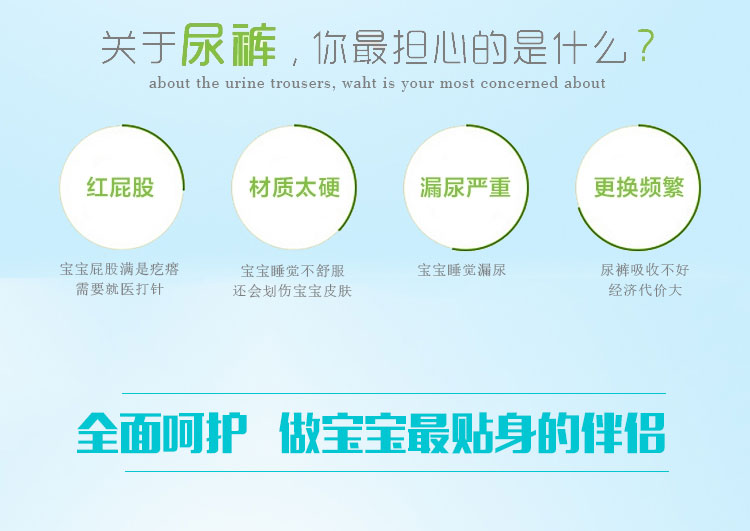 关于尿裤，你最担心的是什么？
about the urine trousers, waht is your most concerned about
红屁股
材质太硬
漏尿严重
更换频繁
宝宝屁股满是疙瘩
需要就医打针
宝宝睡觉不舒服
还会划伤宝宝皮肤
宝宝睡觉漏尿
尿裤吸收不好
经济代价大
全面呵护 做宝宝最贴身的伴侣